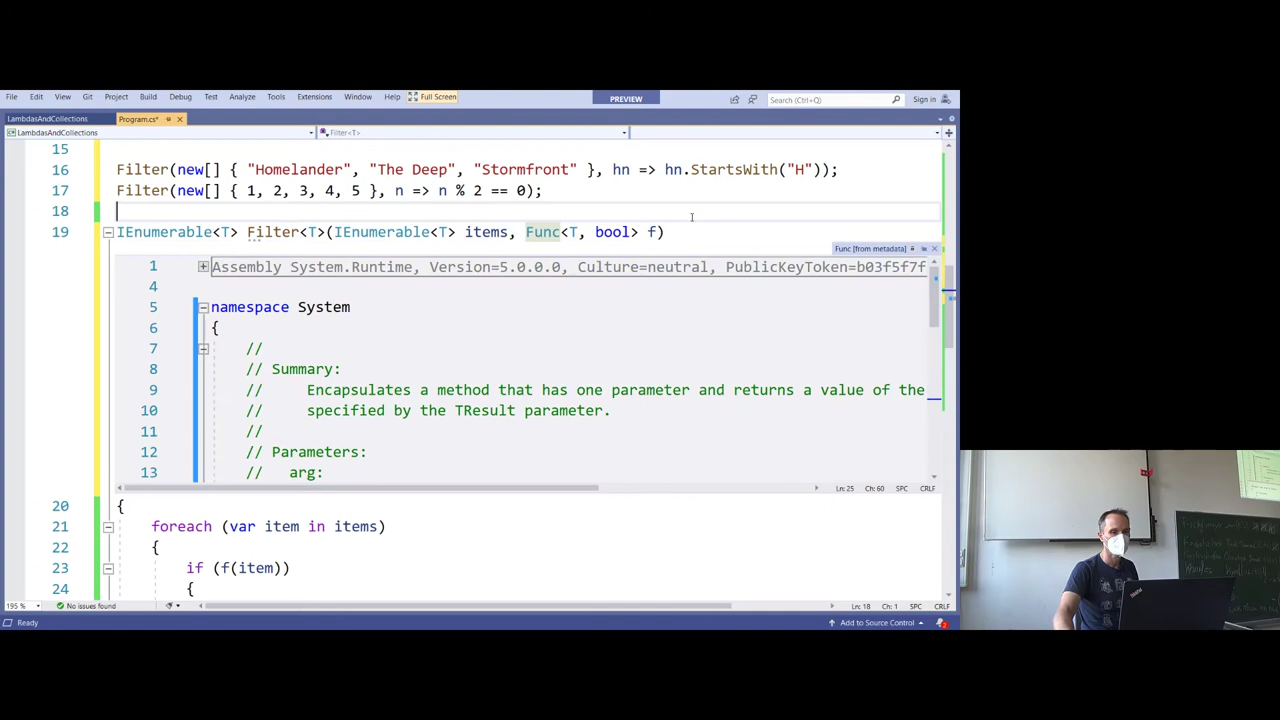 File Edit View Git Project Build Debug Test Analyze Tools Extensions Window Help Full Screen PREVIEW Search (Ctrl+Q) Sign in
LambdasAndCollections Program.cs*
LambdasAndCollections Filter<T>
15
16 Filter(new[] { "Homelander", "The Deep", "Stormfront" }, hn => hn.StartsWith("H"));
17 Filter(new[] { 1, 2, 3, 4, 5 }, n => n % 2 == 0);
18
19 IEnumerable<T> Filter<T>(IEnumerable<T> items, Func<T, bool> f)
Func [from metadata]
1 Assembly System.Runtime, Version=5.0.0.0, Culture=neutral, PublicKeyToken=b03f5f7f
4
5 namespace System
6 {
7 //
8 // Summary:
9 // Encapsulates a method that has one parameter and returns a value of the
10 // specified by the TResult parameter.
11 //
12 // Parameters:
13 // arg:
Ln: 25 Ch: 60 SPC CRLF
20 {
21 foreach (var item in items)
22 {
23 if (f(item))
24 {
195 % No issues found Ln: 18 Ch: 1 SPC CRLF
Ready Add to Source Control 2
ThinkPad